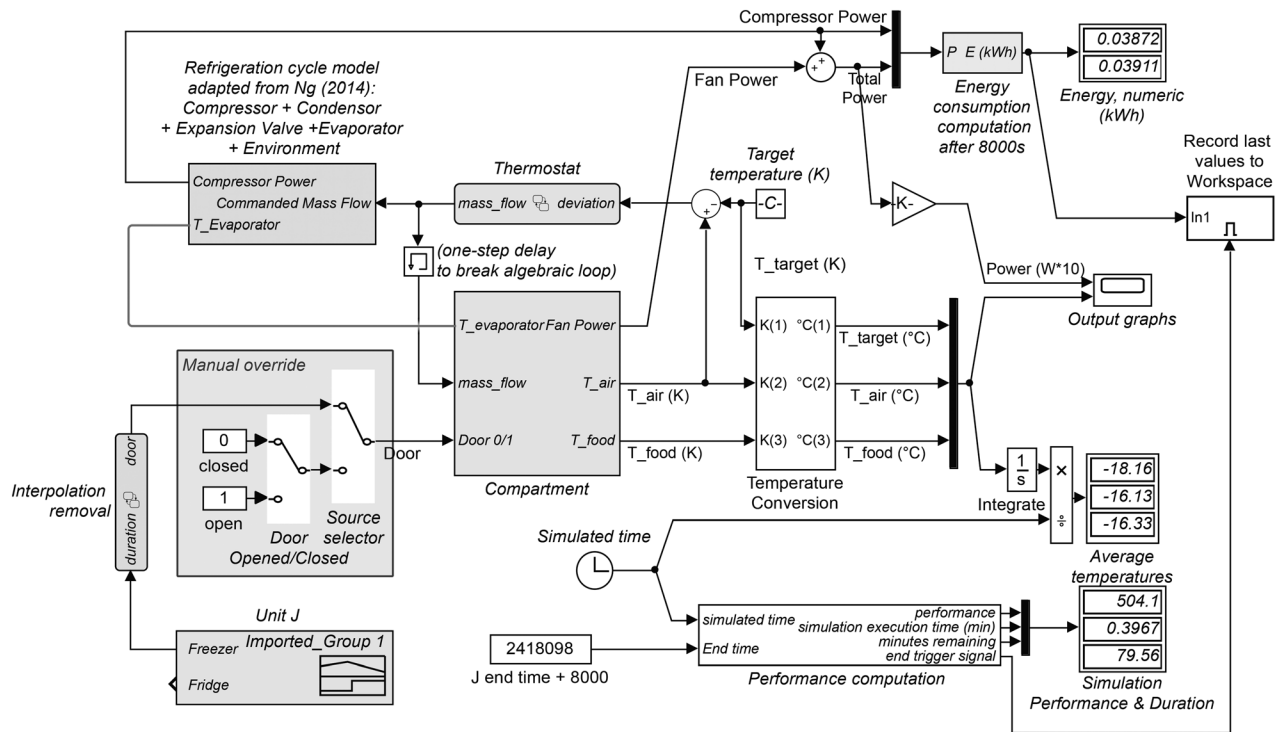 Compressor Power
Refrigeration cycle model
adapted from Ng (2014):
Compressor + Condensor
+ Expansion Valve +Evaporator
+ Environment
Compressor Power
Commanded Mass Flow
T_Evaporator
Thermostat
mass_flow
deviation
Target
temperature (K)
-C-
+
−
+
+
Fan Power
Total
Power
P E (kWh)
Energy
consumption
computation
after 8000s
0.03872
0.03911
Energy, numeric
(kWh)
Record last
values to
Workspace
In1
-K-
(one-step delay
to break algebraic loop)
T_target (K)
Power (W*10)
Output graphs
T_evaporator
Fan Power
mass_flow
T_air
Door 0/1
T_food
Compartment
T_air (K)
T_food (K)
K(1) °C(1)
K(2) °C(2)
K(3) °C(3)
Temperature
Conversion
T_target (°C)
T_air (°C)
T_food (°C)
Manual override
0
closed
1
open
Door
Opened/Closed
Source
selector
Door
door
duration
Interpolation
removal
1
s
Integrate
×
÷
-18.16
-16.13
-16.33
Average
temperatures
Simulated time
Unit J
Imported_Group 1
Freezer
Fridge
2418098
J end time + 8000
simulated time
End time
performance
simulation execution time (min)
minutes remaining
end trigger signal
Performance computation
504.1
0.3967
79.56
Simulation
Performance & Duration